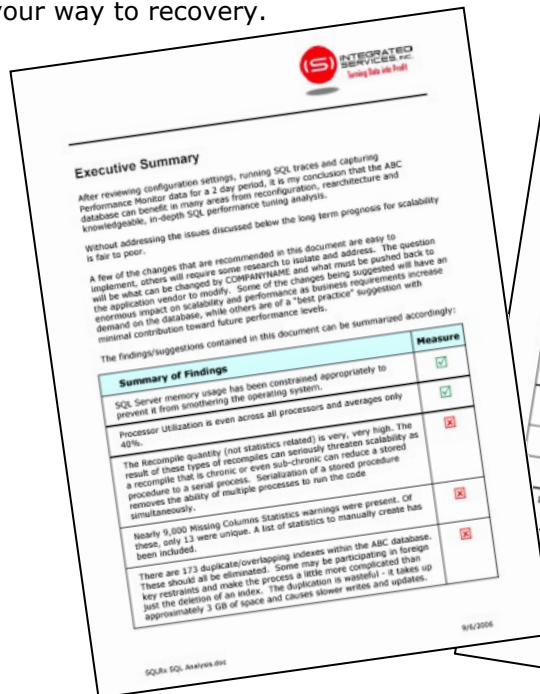 your way to recovery.
(S) INTEGRATED
SERVICES, INC.
Turning Data into Profit
Executive Summary
After reviewing configuration settings, running SQL traces and capturing
Performance Monitor data for a 2 day period, it is my conclusion that the ABC
database can benefit in many areas from reconfiguration, rearchitecture and
knowledgeable, in-depth SQL performance tuning analysis.
Without addressing the issues discussed below the long term prognosis for scalability
is fair to poor.
A few of the changes that are recommended in this document are easy to
implement, others will require some research to isolate and address. The question
will be what can be changed by COMPANYNAME and what must be pushed back to
the application vendor to modify. Some of the changes being suggested will have an
enormous impact on scalability and performance as business requirements increase
demand on the database, while others are of a "best practice" suggestion with
minimal contribution toward future performance levels.
The findings/suggestions contained in this document can be summarized accordingly:
Summary of Findings Measure
SQL Server memory usage has been constrained appropriately to
prevent it from smothering the operating system.
Processor Utilization is even across all processors and averages only
40%.
The Recompile quantity (not statistics related) is very, very high. The
result of these types of recompiles can seriously threaten scalability as
a recompile that is chronic or even sub-chronic can reduce a stored
procedure to a serial process. Serialization of a stored procedure
removes the ability of multiple processes to run the code
simultaneously.
Nearly 9,000 Missing Columns Statistics warnings were present. Of
these, only 13 were unique. A list of statistics to manually create has
been included.
There are 173 duplicate/overlapping indexes within the ABC database.
These should all be eliminated. Some may be participating in foreign
key restraints and make the process a little more complicated than
just the deletion of an index. The duplication is wasteful - it takes up
approximately 3 GB of space and causes slower writes and updates.
SQLRx SQL Analysis.doc
9/6/2006